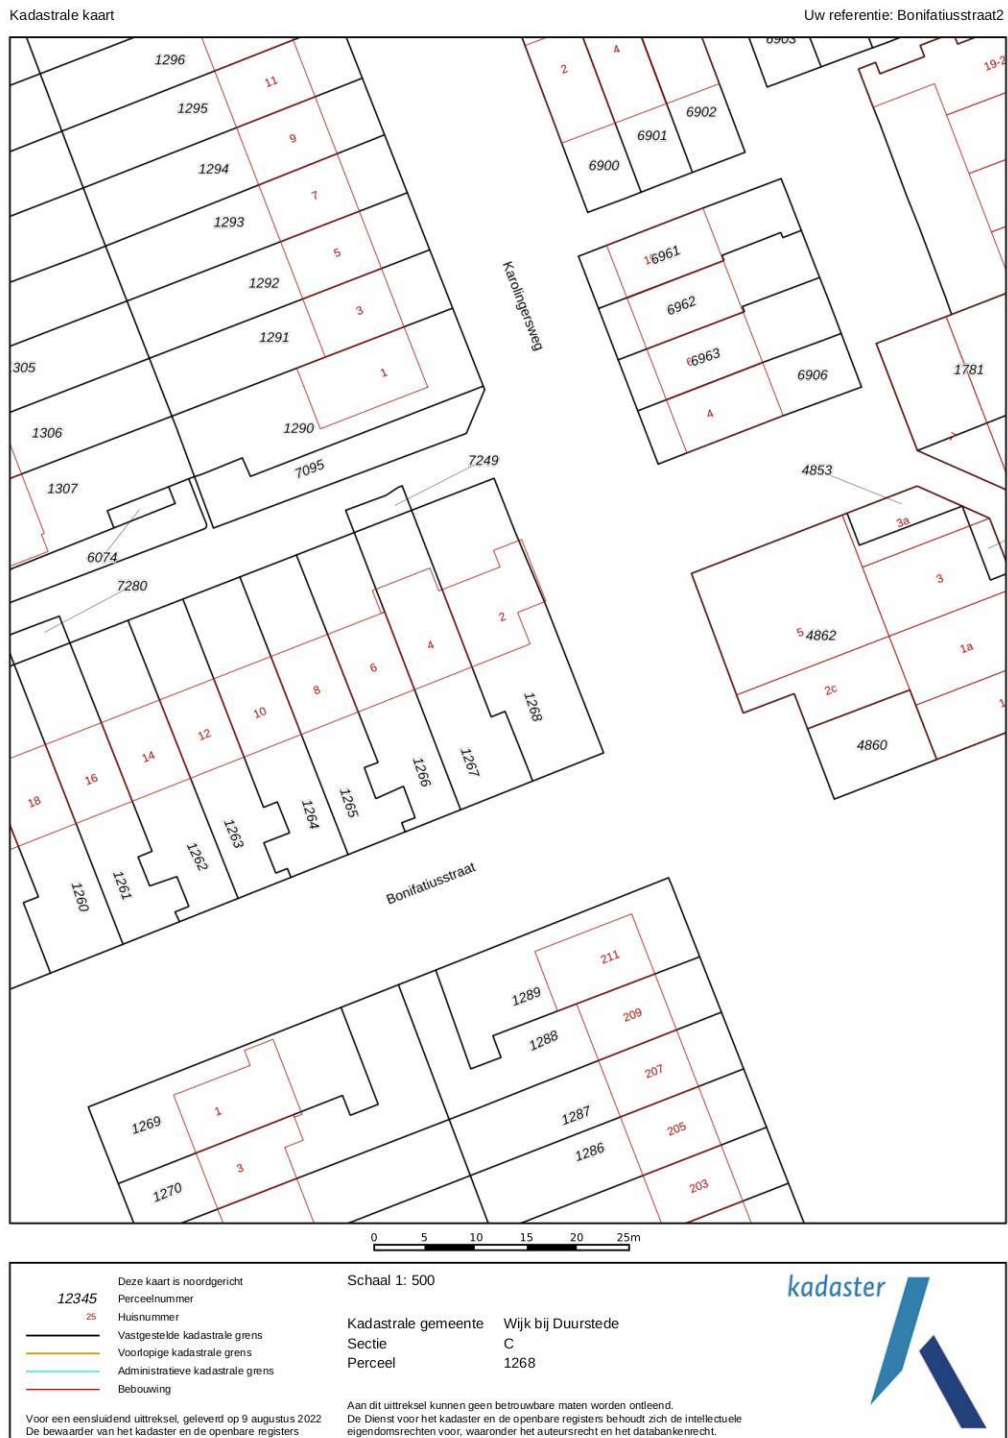 Kadastrale kaart
Uw referentie: Bonifatiusstraat2
1296
11
2
4
6903
19-2
1295
9
6902
6901
6900
1294
7
1293
5
6961
Karolingersweg
1292
3
6962
1291
6963
1305
1
6906
1781
4
1306
1290
7095
7249
4853
1307
6074
3a
7280
3
2
5
4862
4
1a
6
2c
8
1268
10
12
4860
14
1267
1266
16
1265
18
1264
1263
1262
1261
1260
Bonifatiusstraat
211
1289
209
1288
207
1269
1
1287
205
1286
3
1270
203
0 5 10 15 20 25m
Deze kaart is noordgericht
12345 Perceelnummer
25 Huisnummer
Vastgestelde kadastrale grens
Voorlopige kadastrale grens
Administratieve kadastrale grens
Bebouwing
Voor een eensluidend uittreksel, geleverd op 9 augustus 2022
De bewaarder van het kadaster en de openbare registers
Schaal 1: 500
Kadastrale gemeente Wijk bij Duurstede
Sectie C
Perceel 1268
Aan dit uittreksel kunnen geen betrouwbare maten worden ontleend.
De Dienst voor het kadaster en de openbare registers behoudt zich de intellectuele
eigendomsrechten voor, waaronder het auteursrecht en het databankenrecht.
kadaster